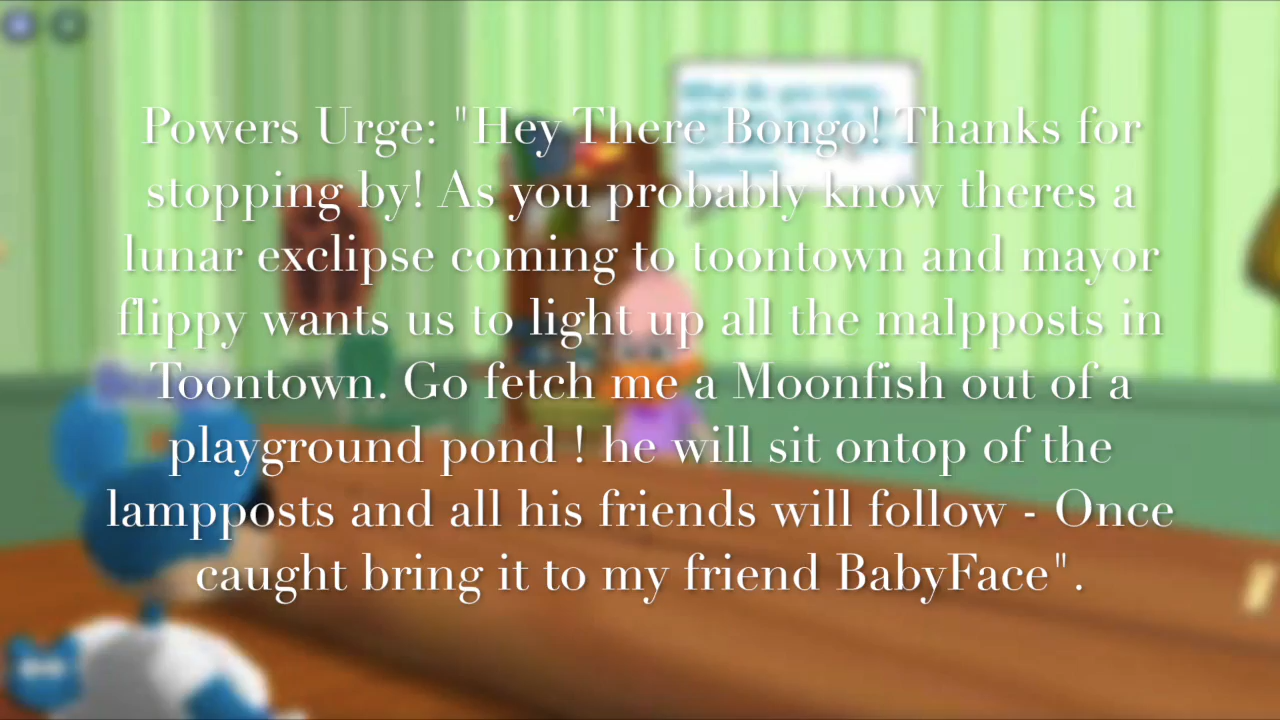 Powers Urge: "Hey There Bongo! Thanks for
stopping by! As you probably know theres a
lunar exclipse coming to toontown and mayor
flippy wants us to light up all the malpposts in
Toontown. Go fetch me a Moonfish out of a
playground pond ! he will sit ontop of the
lampposts and all his friends will follow - Once
caught bring it to my friend BabyFace".